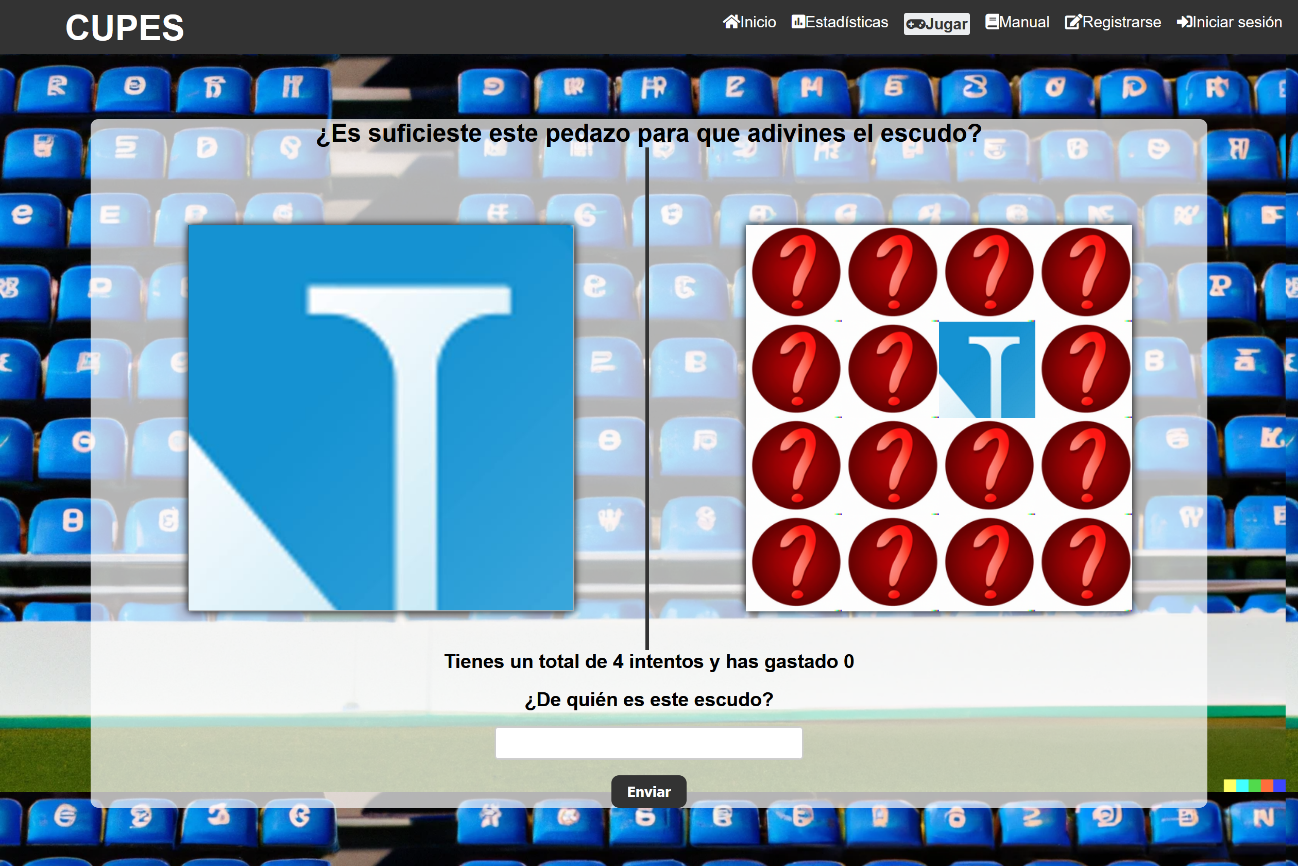 CUPES
Inicio
Estadísticas
Jugar
Manual
Registrarse
Iniciar sesión
¿Es suficieste este pedazo para que adivines el escudo?
Tienes un total de 4 intentos y has gastado 0
¿De quién es este escudo?
Enviar